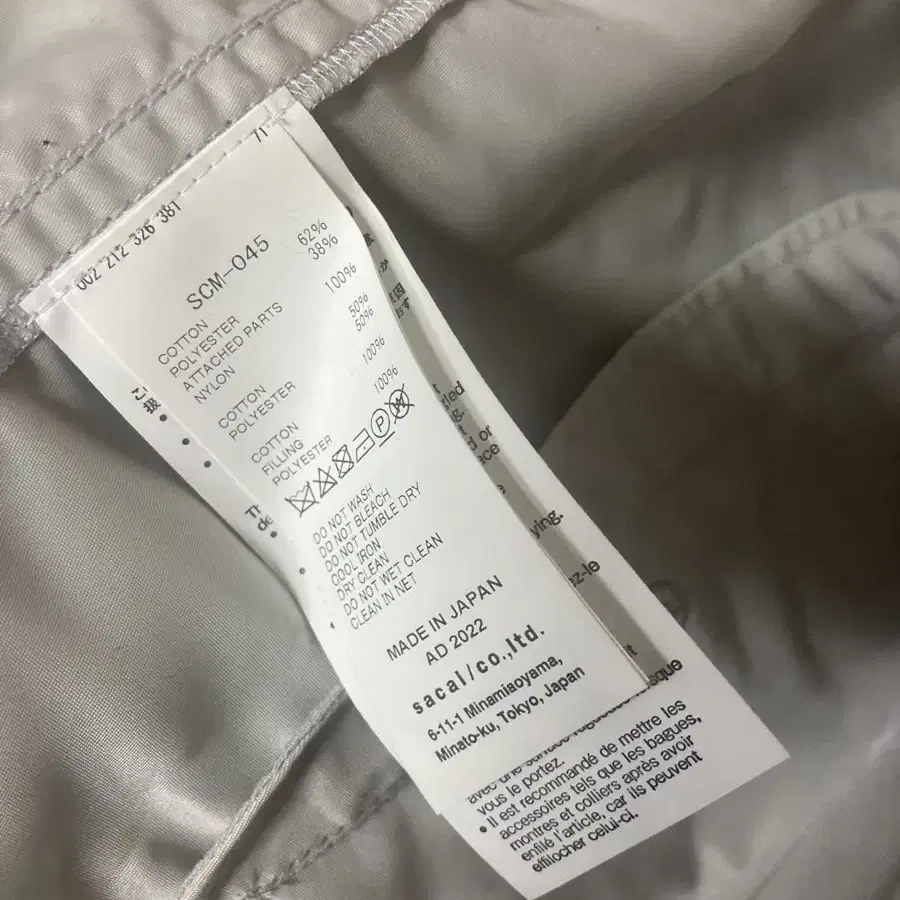 71
002 212 326 381
SCM-045
COTTON 62%
POLYESTER 38%
ATTACHED PARTS
NYLON 100%
COTTON 50%
POLYESTER 50%
COTTON 100%
FILLING
POLYESTER 100%
P
DO NOT WASH
DO NOT BLEACH
DO NOT TUMBLE DRY
COOL IRON
DRY CLEAN
DO NOT WET CLEAN
CLEAN IN NET
MADE IN JAPAN
AD 2022
sacai/co.,ltd.
6-11-1 Minamiaoyama,
Minato-ku, Tokyo, Japan
vous le portez.
• Il est recommandé de mettre les
accessoires tels que les bagues,
montres et colliers après avoir
enfilé l'article, car ils peuvent
effilocher celui-ci.